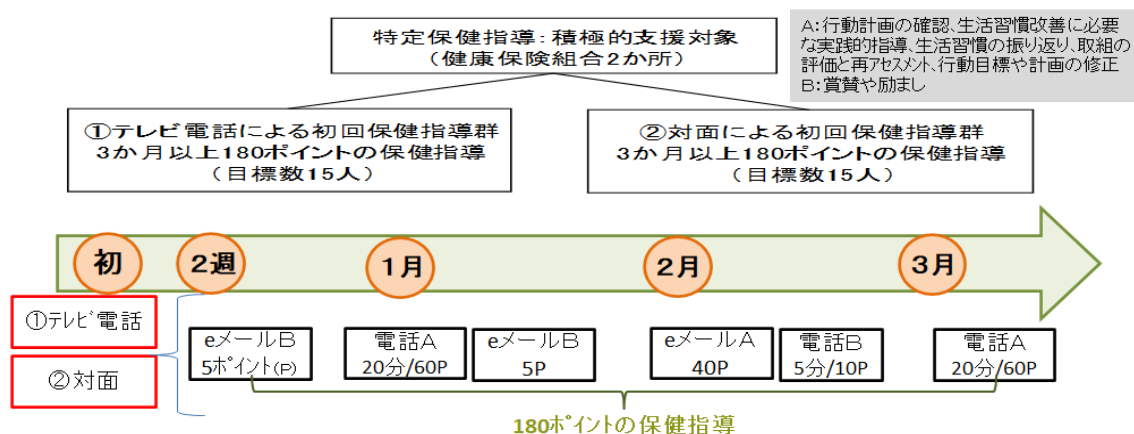 特定保健指導：積極的支援対象
（健康保険組合2か所）
A：行動計画の確認、生活習慣改善に必要
な実践的指導、生活習慣の振り返り、取組の
評価と再アセスメント、行動目標や計画の修正
B：賞賛や励まし
①テレビ電話による初回保健指導群
3か月以上180ポイントの保健指導
（目標数15人）
②対面による初回保健指導群
3か月以上180ポイントの保健指導
（目標数15人）
初
2週
1月
2月
3月
①テレビ電話
②対面
eメールB
5ポイント(P)
電話A
20分/60P
eメールB
5P
eメールA
40P
電話B
5分/10P
電話A
20分/60P
180ポイントの保健指導